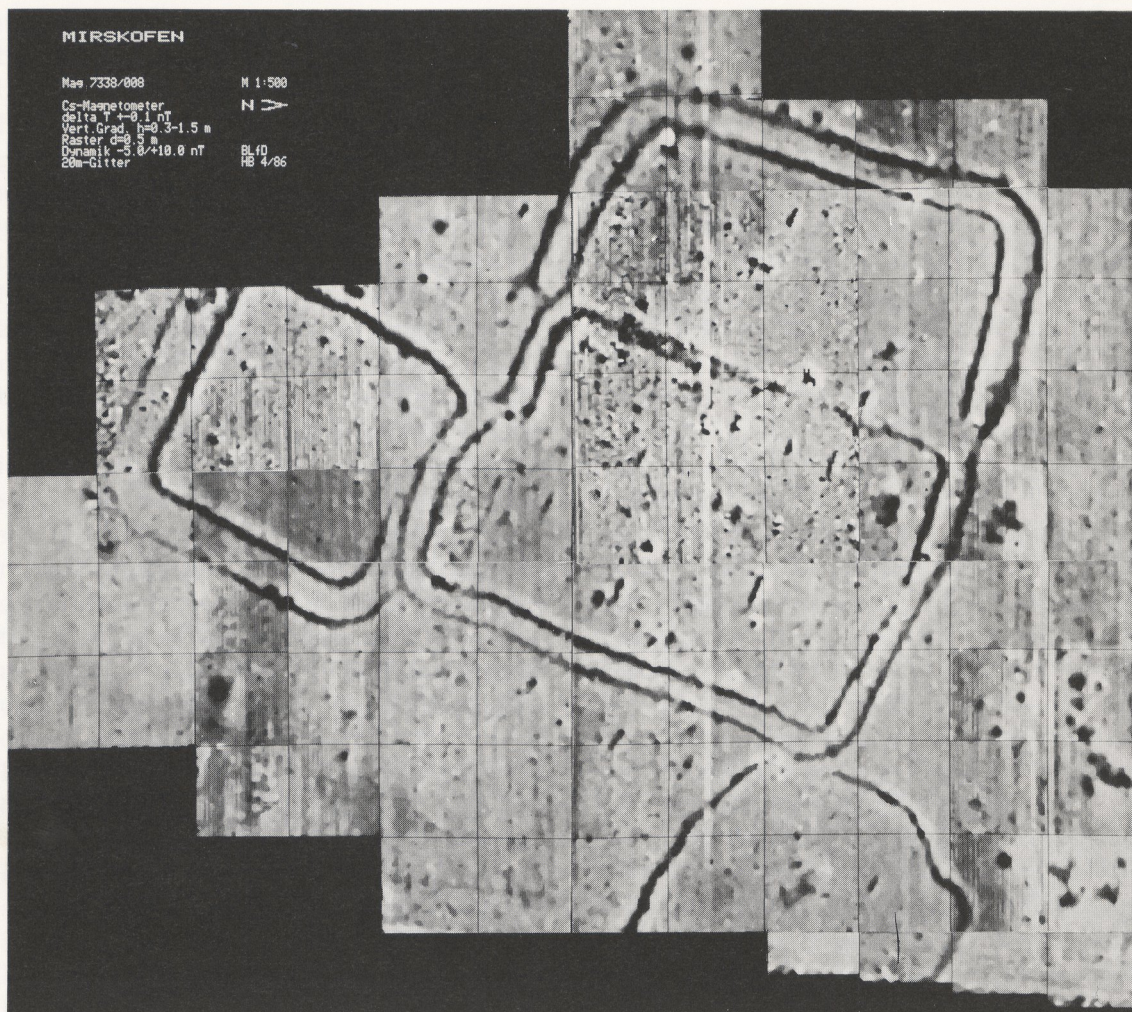 MIRSKOFEN
Mag 7338/008 M 1:500
Cs-Magnetometer N
delta T +-0.1 nT
Vert.Grad. h=0.3-1.5 m
Raster d=0.5 m
Dynamik -5.0/+10.0 nT BLfD
20m-Gitter HB 4/86